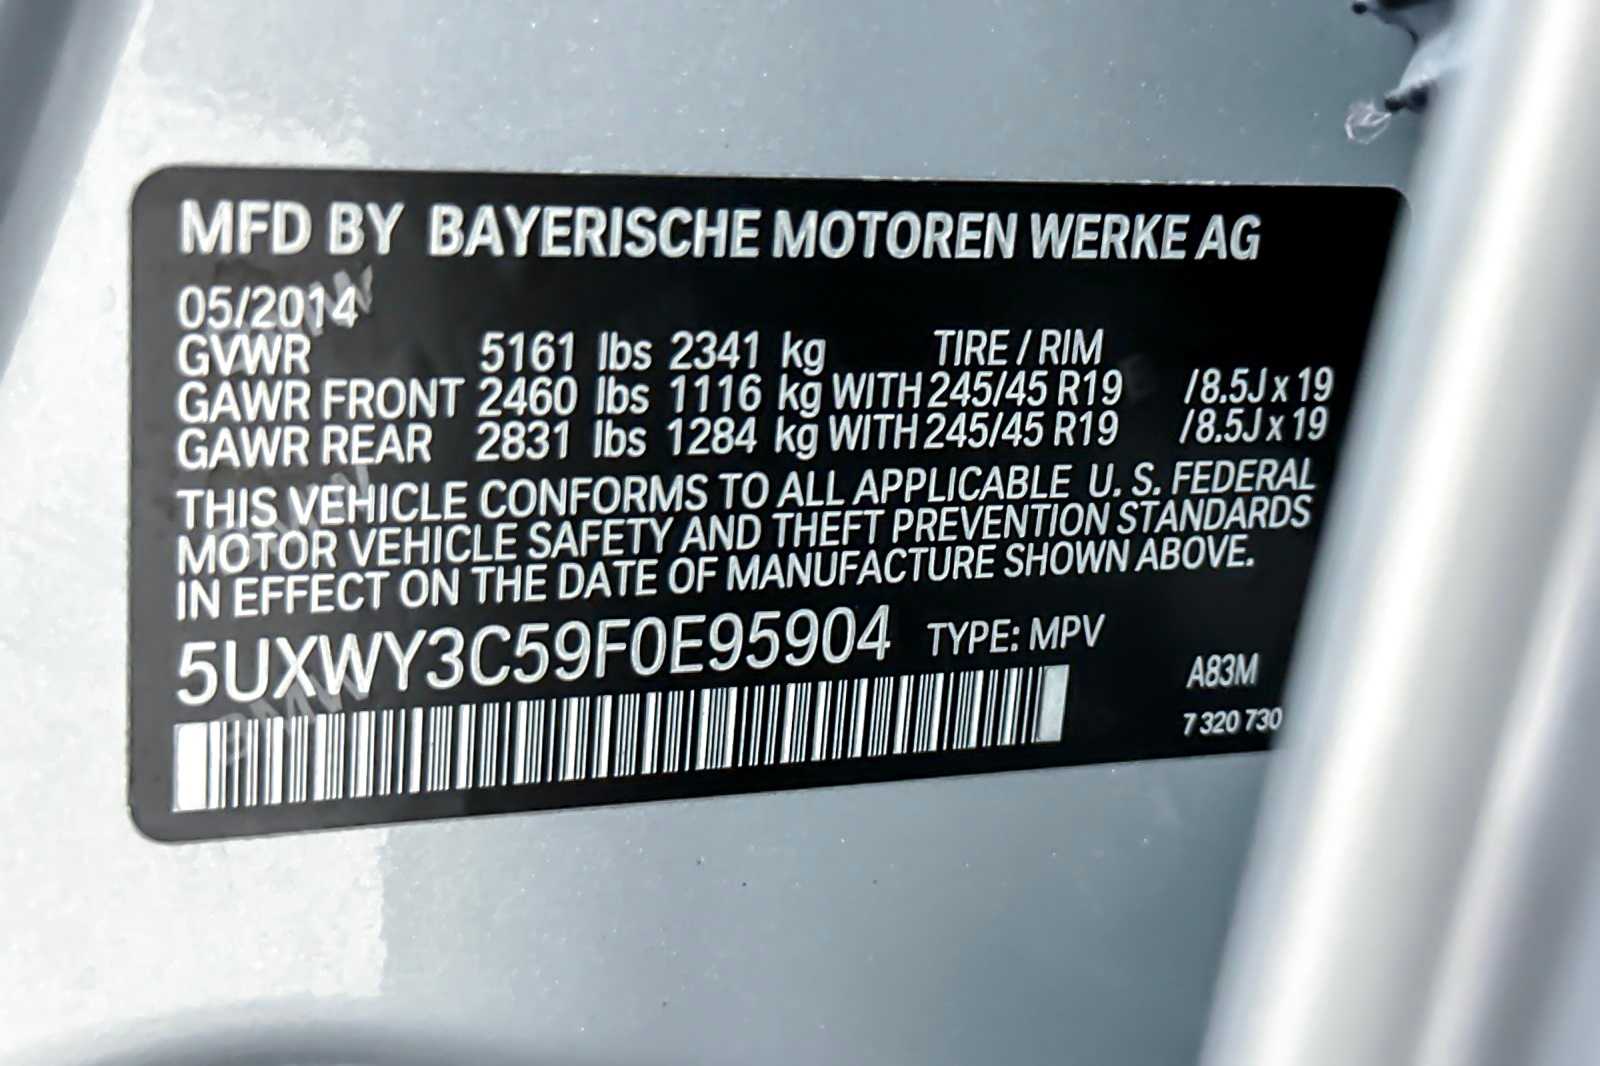 MFD BY BAYERISCHE MOTOREN WERKE AG
05/2014
GVWR 5161 lbs 2341 kg TIRE / RIM
GAWR FRONT 2460 lbs 1116 kg WITH 245/45 R19 /8.5J x 19
GAWR REAR 2831 lbs 1284 kg WITH 245/45 R19 /8.5J x 19
THIS VEHICLE CONFORMS TO ALL APPLICABLE U. S. FEDERAL
MOTOR VEHICLE SAFETY AND THEFT PREVENTION STANDARDS
IN EFFECT ON THE DATE OF MANUFACTURE SHOWN ABOVE.
5UXWY3C59F0E95904 TYPE: MPV
A83M
7 320 730